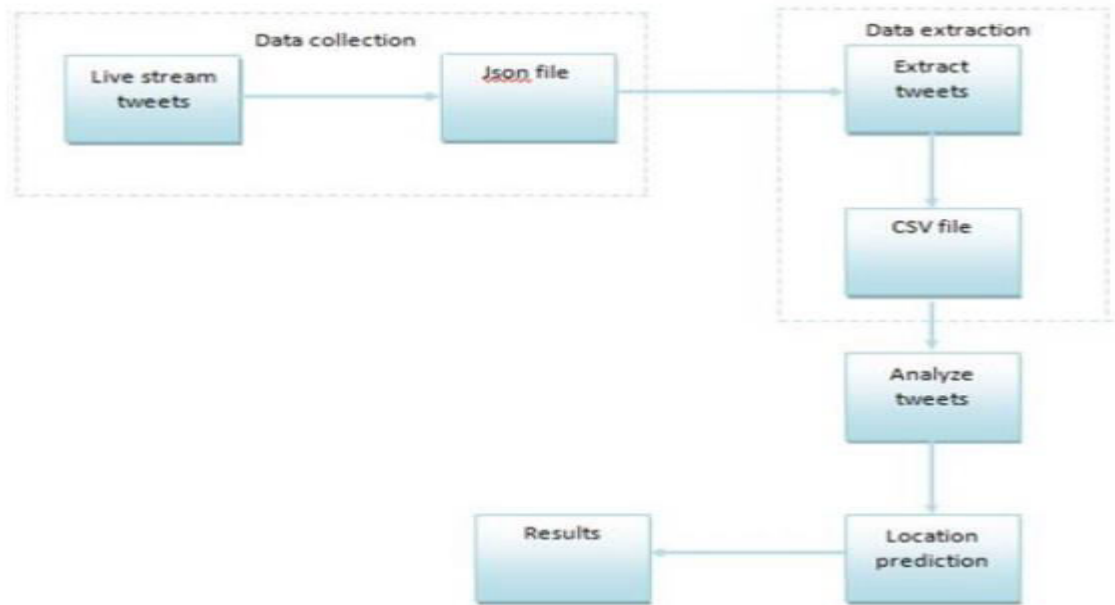 Data collection
Live stream
tweets
Json file
Data extraction
Extract
tweets
CSV file
Analyze
tweets
Location
prediction
Results